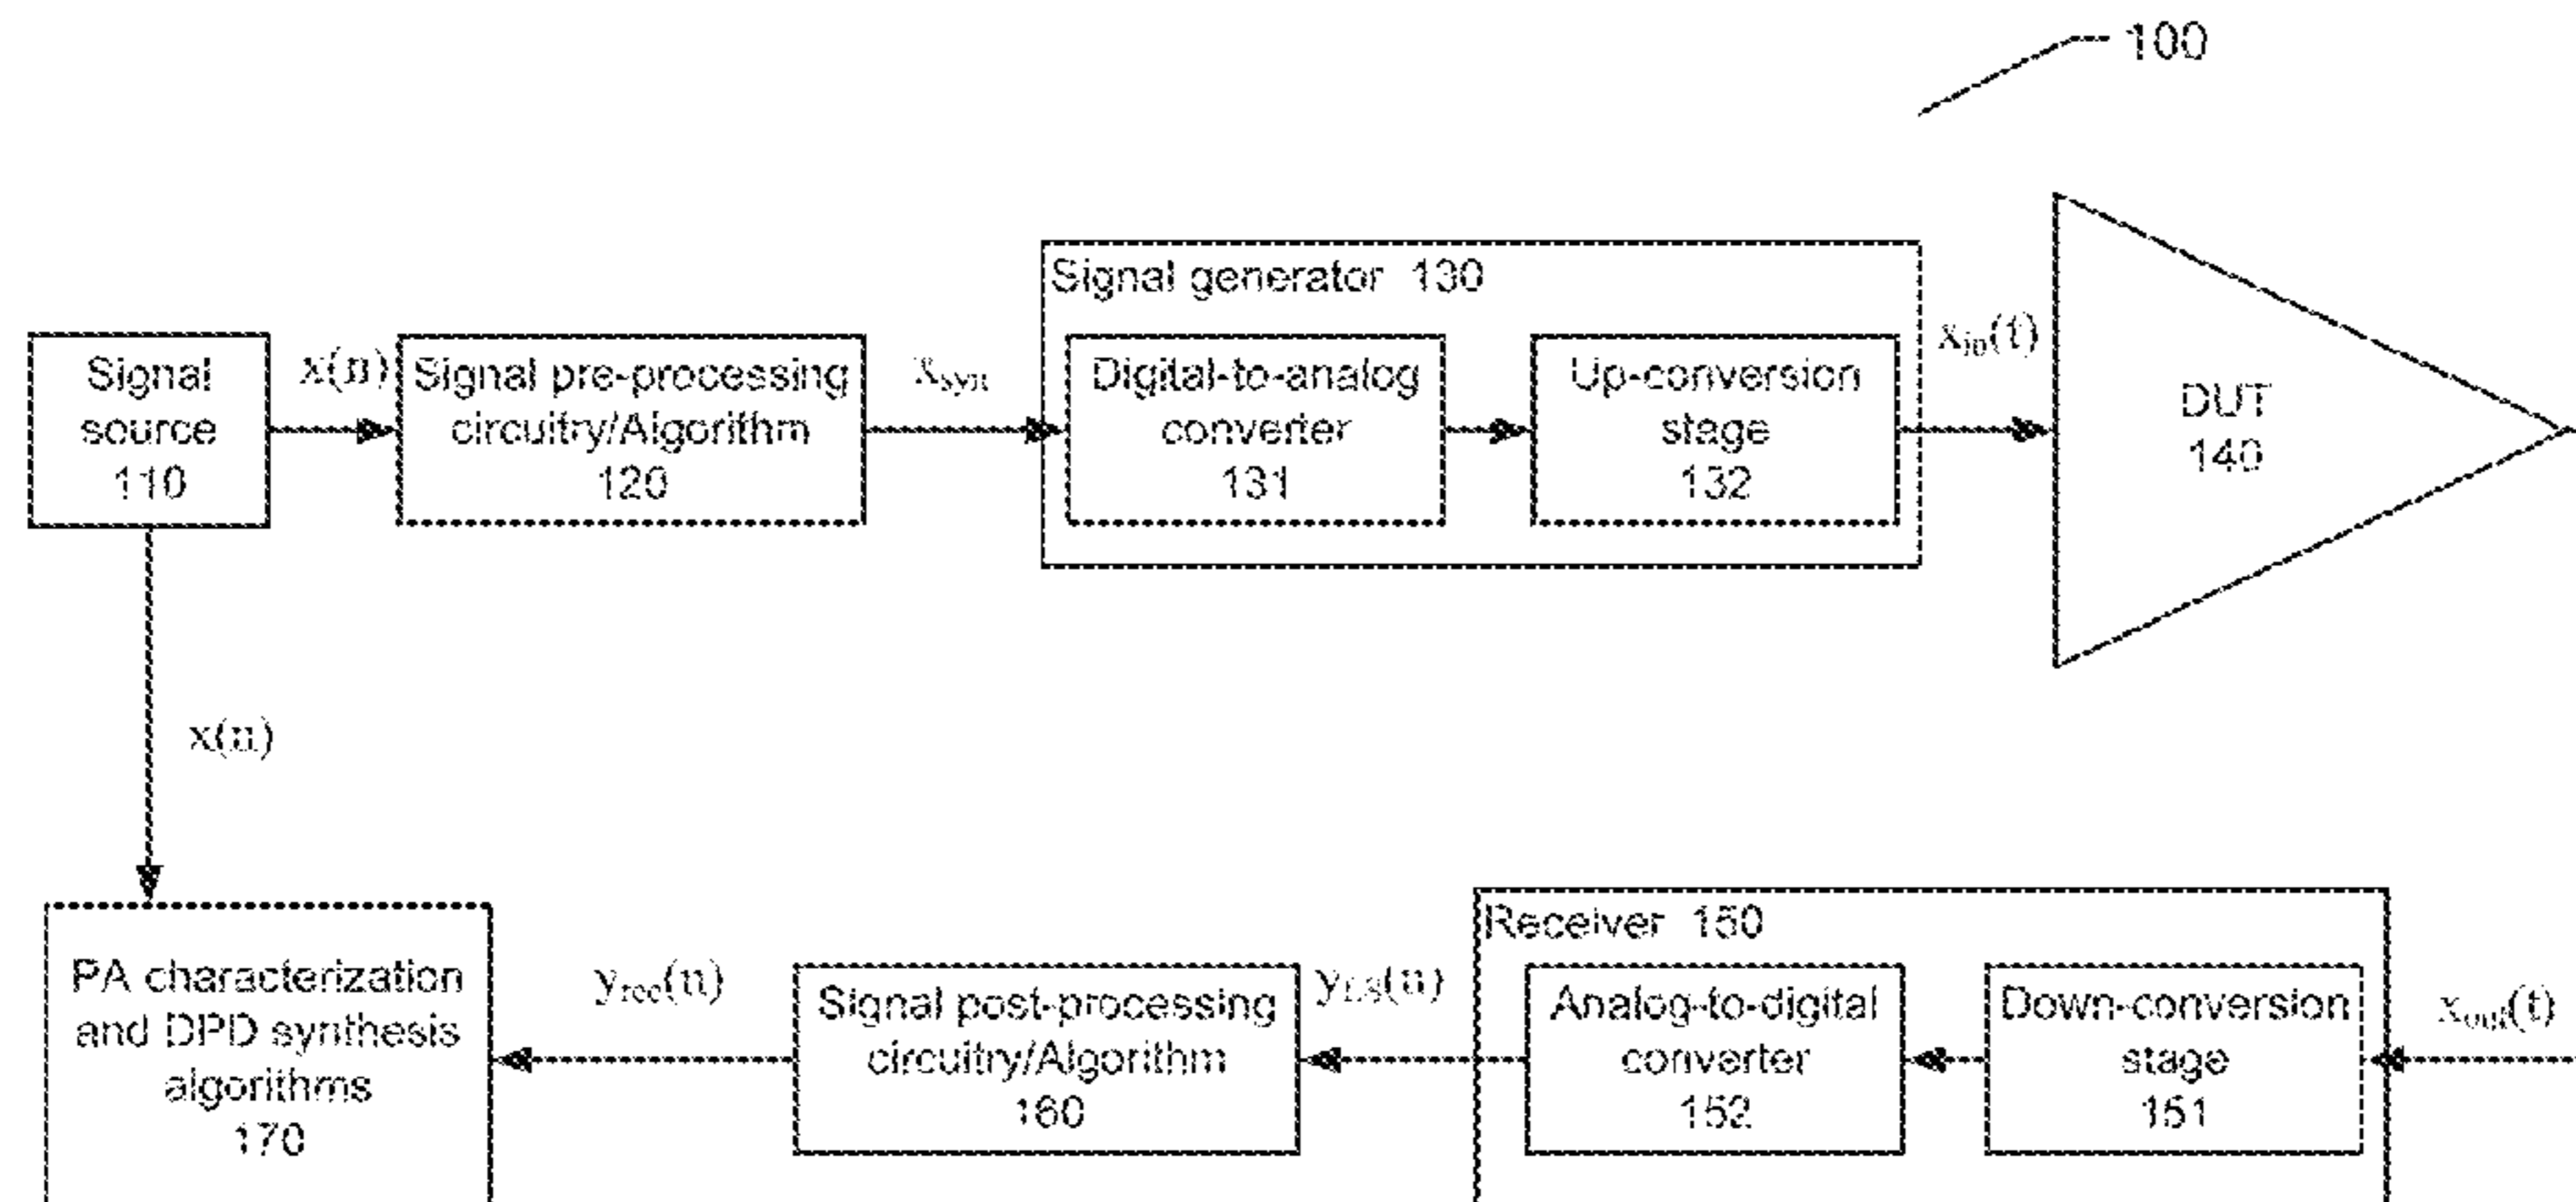 100
Signal generator 130
Signal
source
110
x(n)
Signal pre-processing
circuitry/Algorithm
120
Digital-to-analog
converter
131
Up-conversion
stage
132
x_in(t)
DUT
140
x(n)
PA characterization
and DPD synthesis
algorithms
170
y_rec(n)
Signal post-processing
circuitry/Algorithm
160
Receiver 150
Analog-to-digital
converter
152
Down-conversion
stage
151
x_out(t)